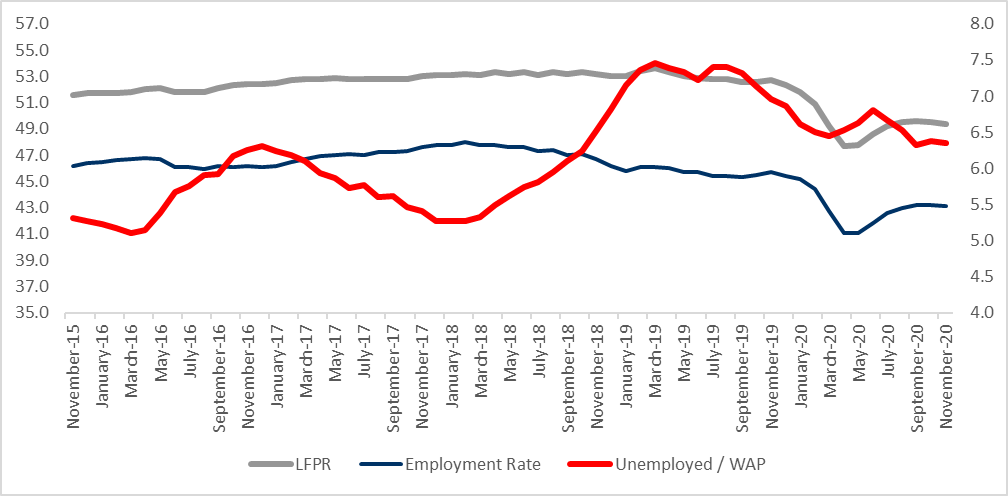 57.0
55.0
53.0
51.0
49.0
47.0
45.0
43.0
41.0
39.0
37.0
35.0
8.0
7.5
7.0
6.5
6.0
5.5
5.0
4.5
4.0
November-15
January-16
March-16
May-16
July-16
September-16
November-16
January-17
March-17
May-17
July-17
September-17
November-17
January-18
March-18
May-18
July-18
September-18
November-18
January-19
March-19
May-19
July-19
September-19
November-19
January-20
March-20
May-20
July-20
September-20
November-20
LFPR Employment Rate Unemployed / WAP